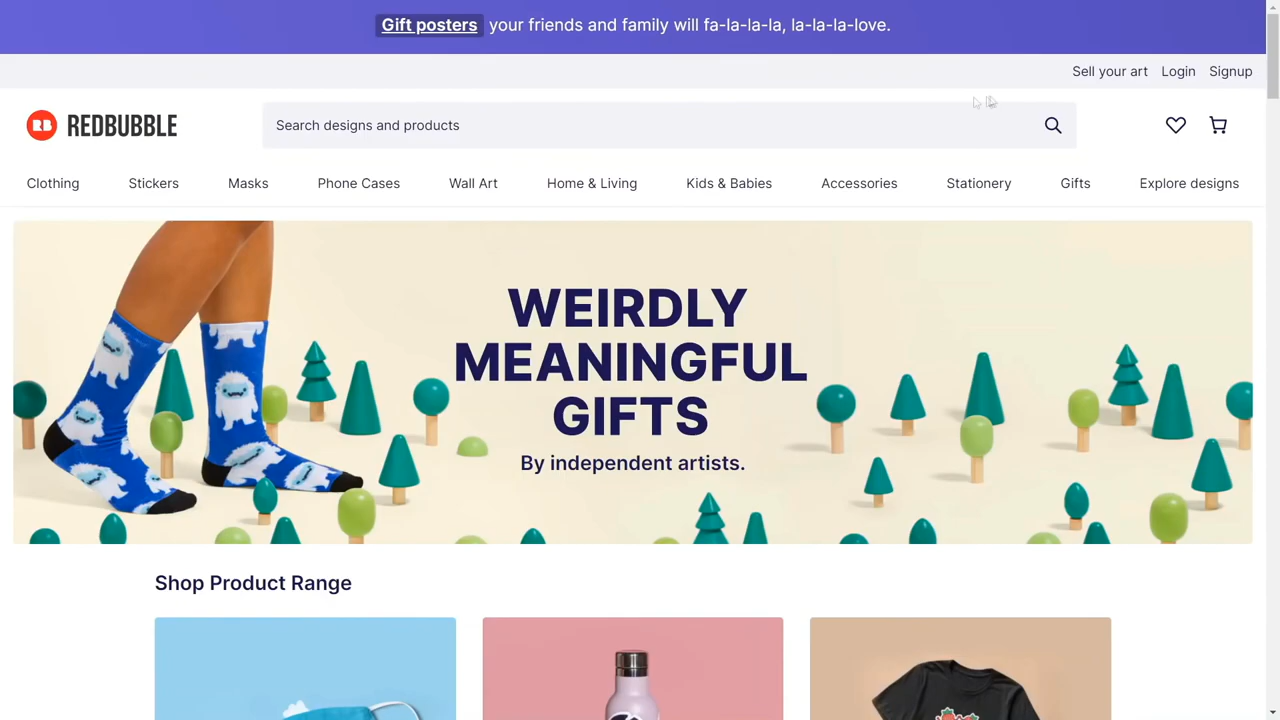 Gift posters your friends and family will fa-la-la-la, la-la-la-love.
Sell your art Login Signup
RB REDBUBBLE Search designs and products
Clothing Stickers Masks Phone Cases Wall Art Home & Living Kids & Babies Accessories Stationery Gifts Explore designs
WEIRDLY
MEANINGFUL
GIFTS
By independent artists.
Shop Product Range